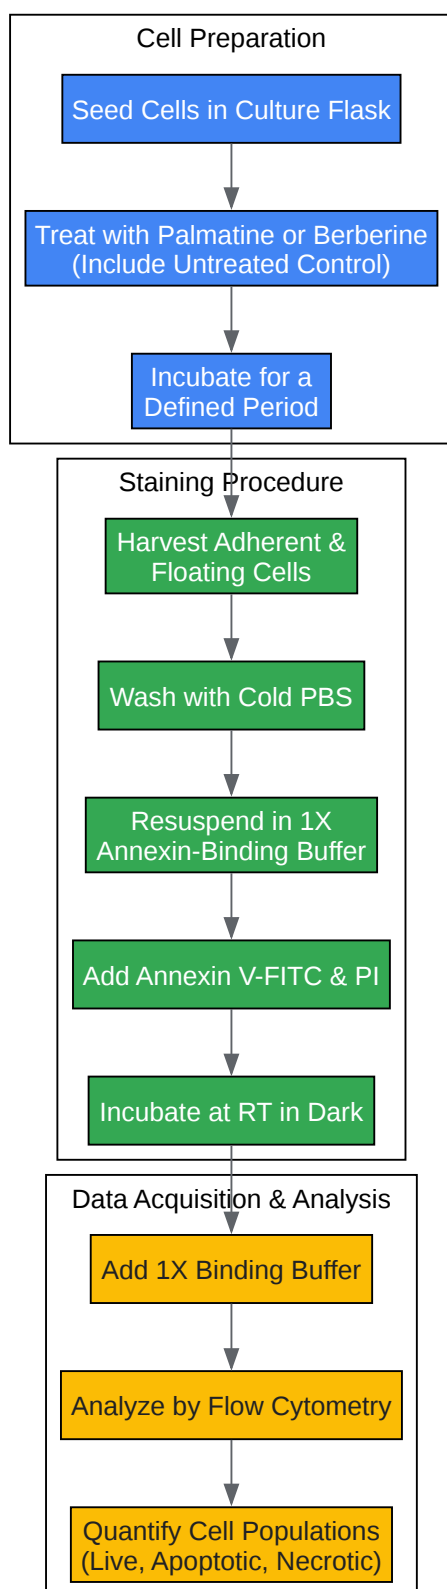 Cell Preparation
Seed Cells in Culture Flask
Treat with Palmatine or Berberine
(Include Untreated Control)
Incubate for a
Defined Period
Staining Procedure
Harvest Adherent &
Floating Cells
Wash with Cold PBS
Resuspend in 1X
Annexin-Binding Buffer
Add Annexin V-FITC & PI
Incubate at RT in Dark
Data Acquisition & Analysis
Add 1X Binding Buffer
Analyze by Flow Cytometry
Quantify Cell Populations
(Live, Apoptotic, Necrotic)